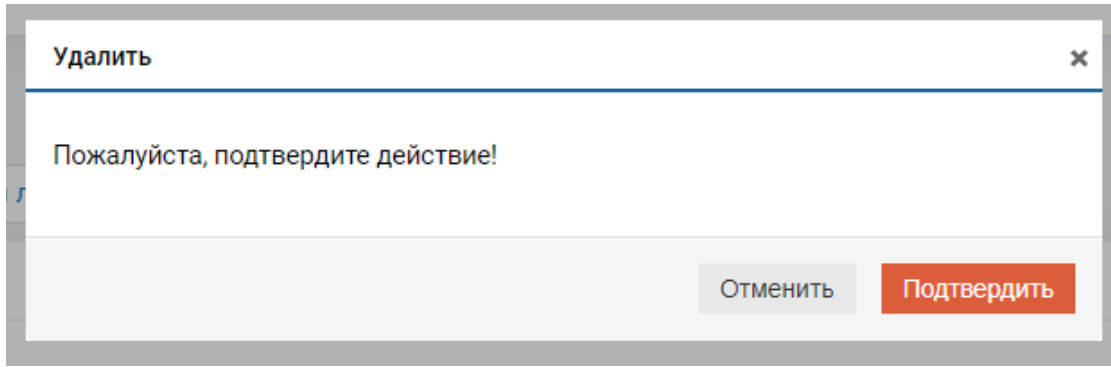 Удалить
Пожалуйста, подтвердите действие!
Отменить
Подтвердить